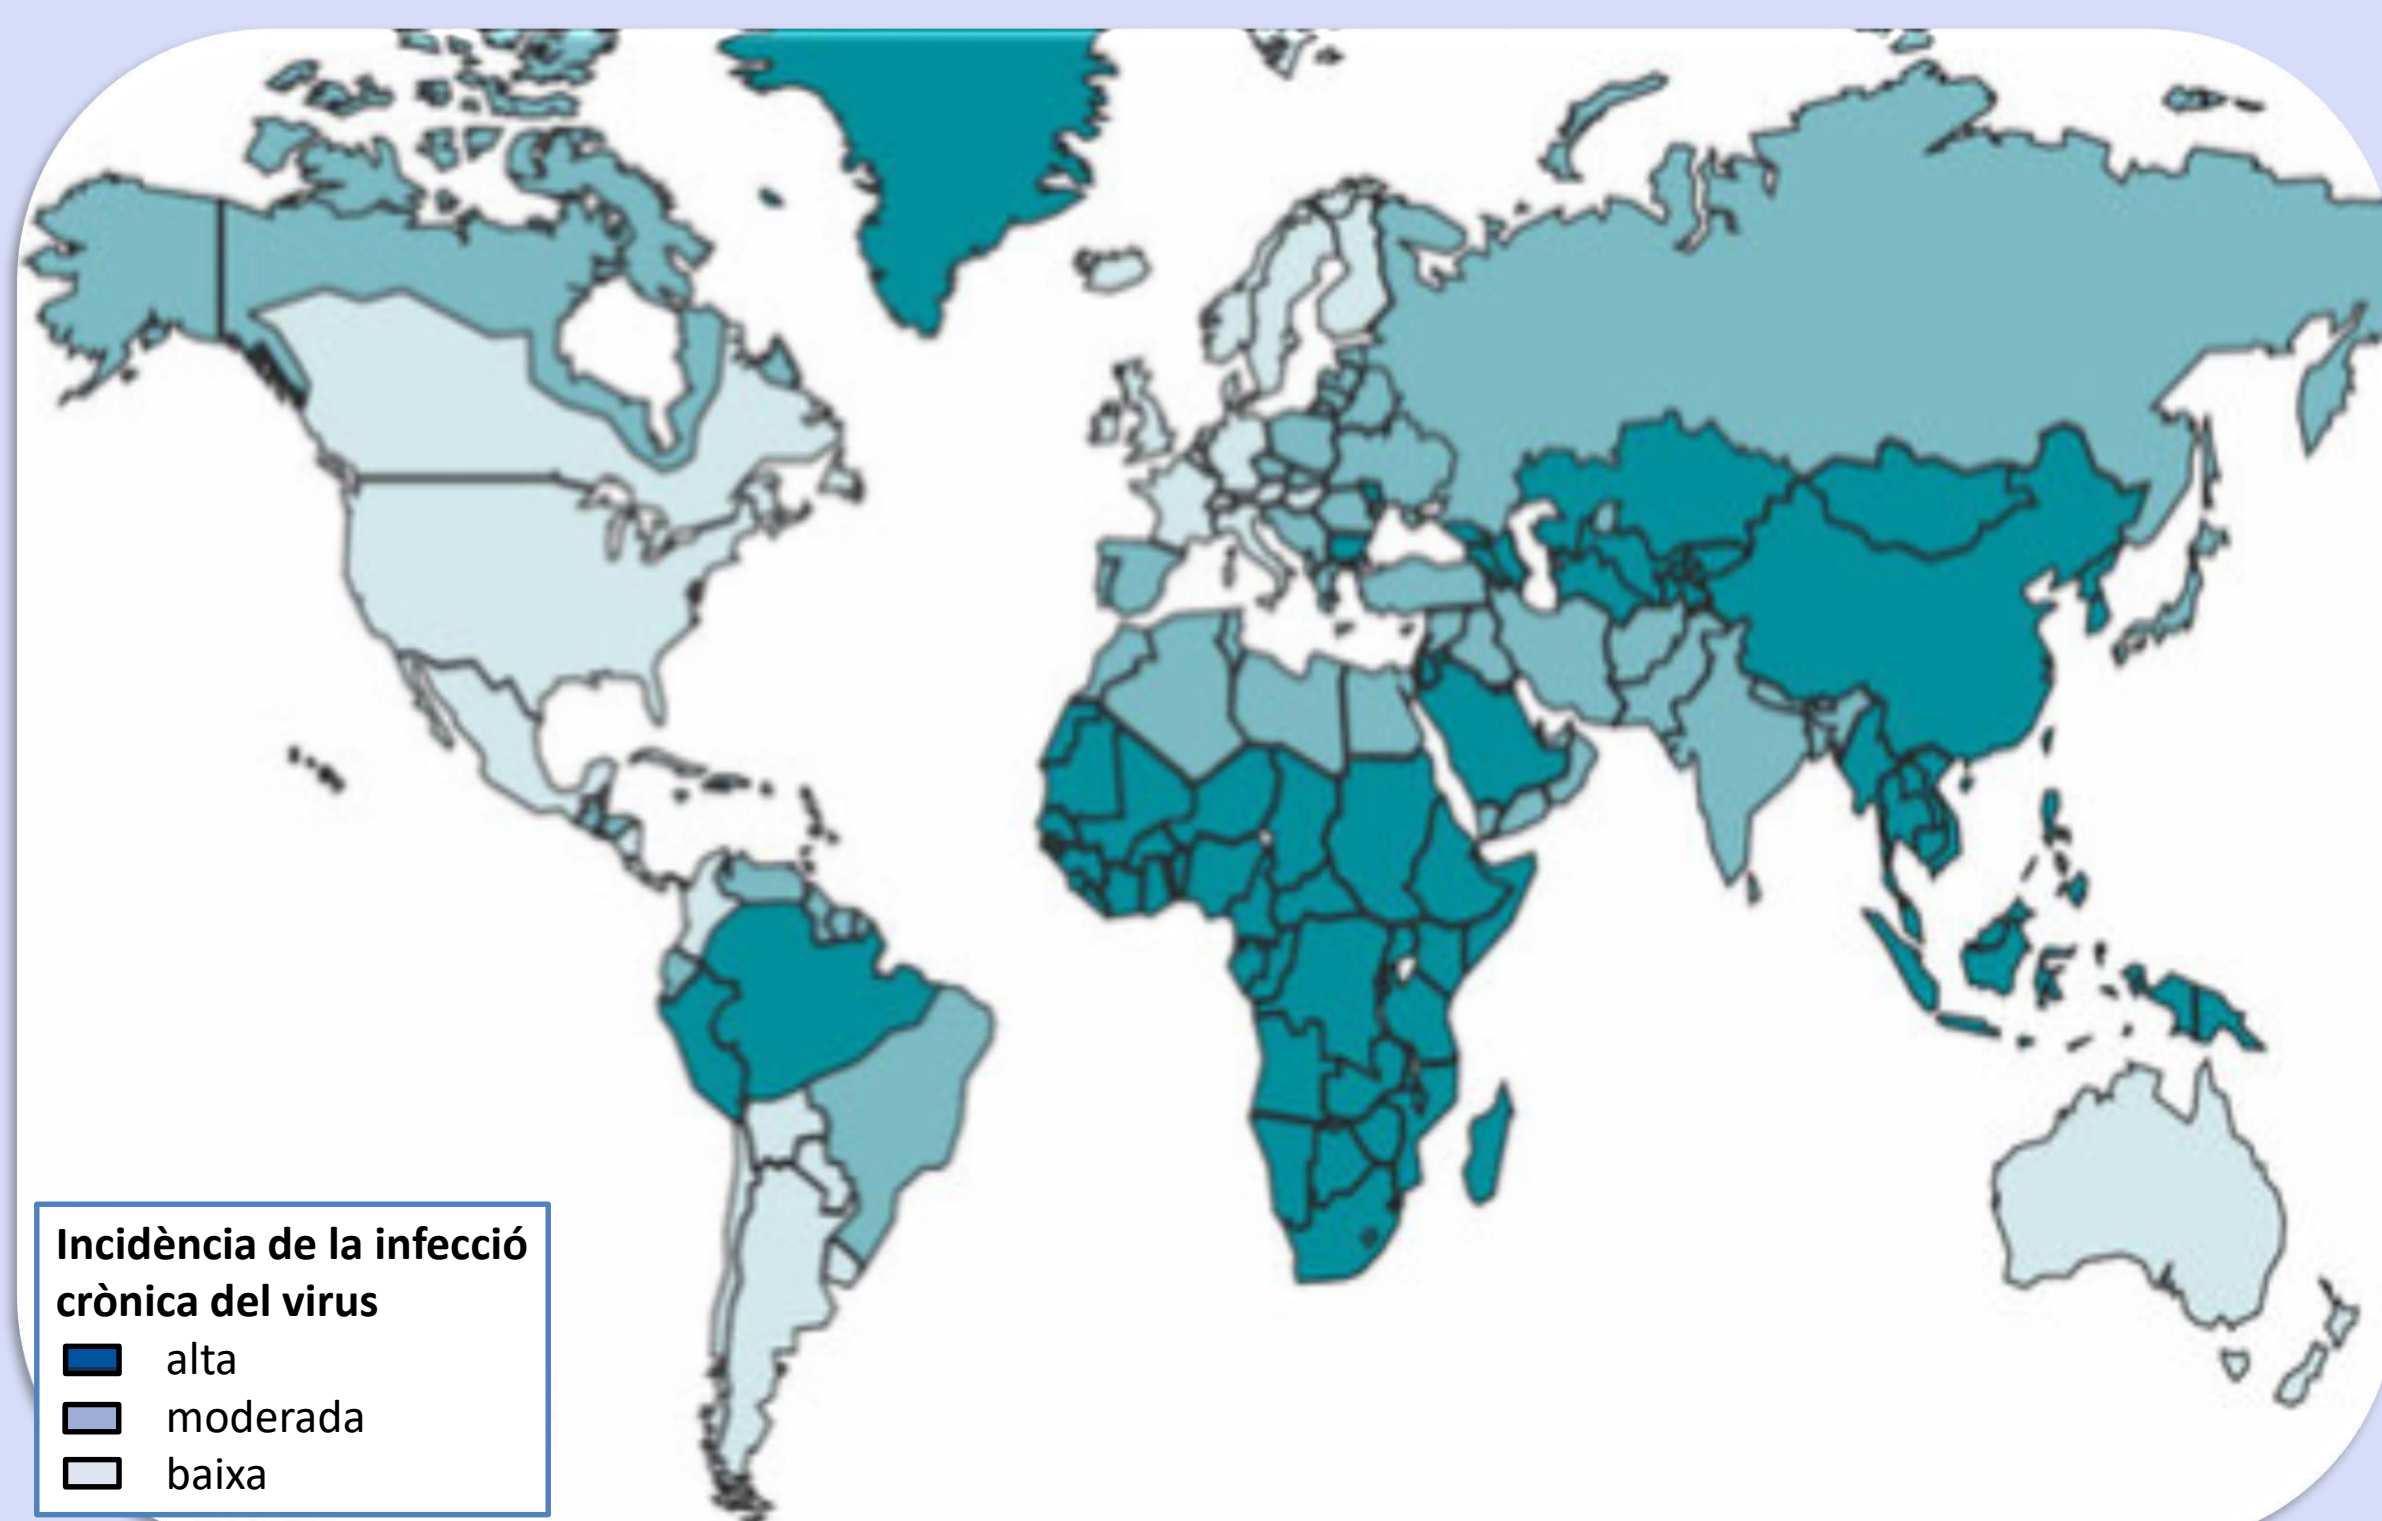 Incidència de la infecció
crònica del virus
alta
moderada
baixa